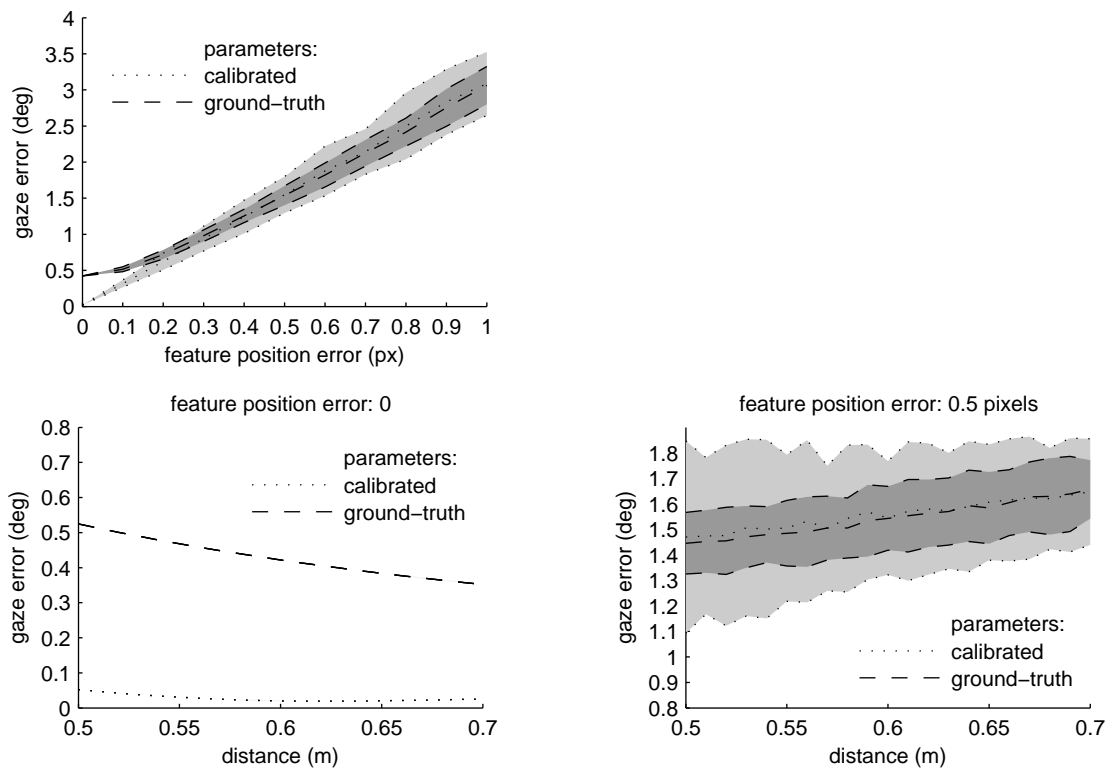 4
3.5
3
2.5
2
1.5
1
0.5
0
gaze error (deg)
parameters:
calibrated
ground−truth
0 0.1 0.2 0.3 0.4 0.5 0.6 0.7 0.8 0.9 1
feature position error (px)
feature position error: 0
0.8
0.7
0.6
0.5
0.4
0.3
0.2
0.1
0
gaze error (deg)
parameters:
calibrated
ground−truth
0.5 0.55 0.6 0.65 0.7
distance (m)
feature position error: 0.5 pixels
1.8
1.7
1.6
1.5
1.4
1.3
1.2
1.1
1
0.9
0.8
gaze error (deg)
parameters:
calibrated
ground−truth
0.5 0.55 0.6 0.65 0.7
distance (m)